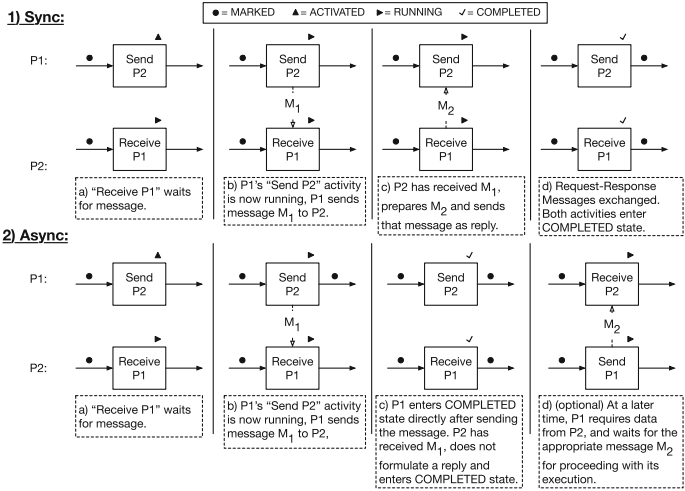 ● = MARKED ▲ = ACTIVATED ▶ = RUNNING ✓ = COMPLETED
1) Sync:
P1:
Send
P2
Send
P2
Send
P2
Send
P2
M1
M2
P2:
Receive
P1
Receive
P1
Receive
P1
Receive
P1
a) “Receive P1” waits
for message.
b) P1’s “Send P2” activity
is now running, P1 sends
message M1 to P2.
c) P2 has received M1,
prepares M2 and sends
that message as reply.
d) Request-Response
Messages exchanged.
Both activities enter
COMPLETED state.
2) Async:
P1:
Send
P2
Send
P2
Send
P2
Receive
P2
M1
M2
P2:
Receive
P1
Receive
P1
Receive
P1
Send
P1
a) “Receive P1” waits
for message.
b) P1’s “Send P2” activity
is now running, P1 sends
message M1 to P2,
c) P1 enters COMPLETED
state directly after sending
the message. P2 has
received M1, does not
formulate a reply and
enters COMPLETED state.
d) (optional) At a later
time, P1 requires data
from P2, and waits for the
appropriate message M2
for proceeding with its
execution.